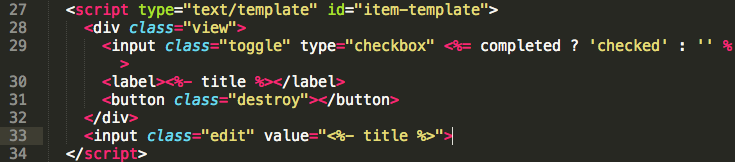 27 <script type="text/template" id="item-template">
28 <div class="view">
29 <input class="toggle" type="checkbox" <%= completed ? 'checked' : '' %
>
30 <label><%- title %></label>
31 <button class="destroy"></button>
32 </div>
33 <input class="edit" value="<%- title %>">
34 </script>